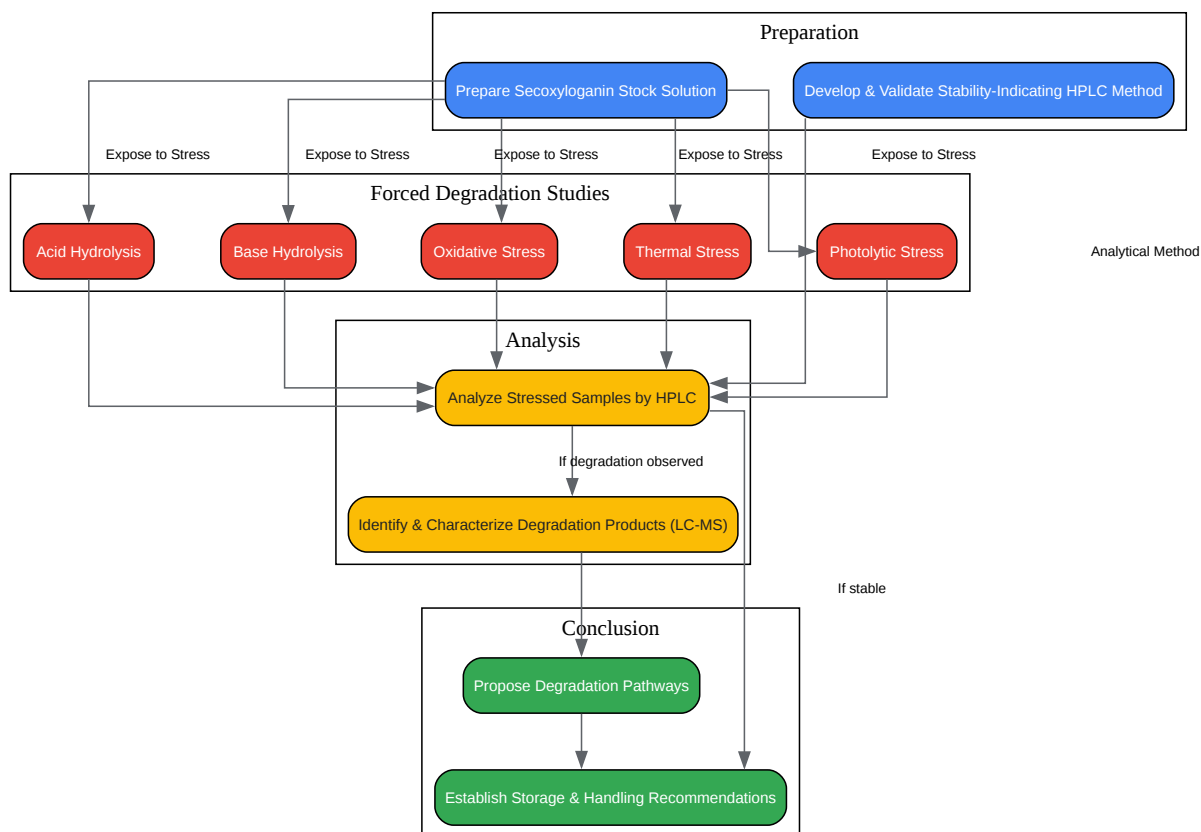 Preparation
Prepare Secoxyloganin Stock Solution
Develop & Validate Stability-Indicating HPLC Method
Expose to Stress
Expose to Stress
Expose to Stress
Expose to Stress
Expose to Stress
Forced Degradation Studies
Acid Hydrolysis
Base Hydrolysis
Oxidative Stress
Thermal Stress
Photolytic Stress
Analytical Method
Analysis
Analyze Stressed Samples by HPLC
If degradation observed
Identify & Characterize Degradation Products (LC-MS)
If stable
Conclusion
Propose Degradation Pathways
Establish Storage & Handling Recommendations